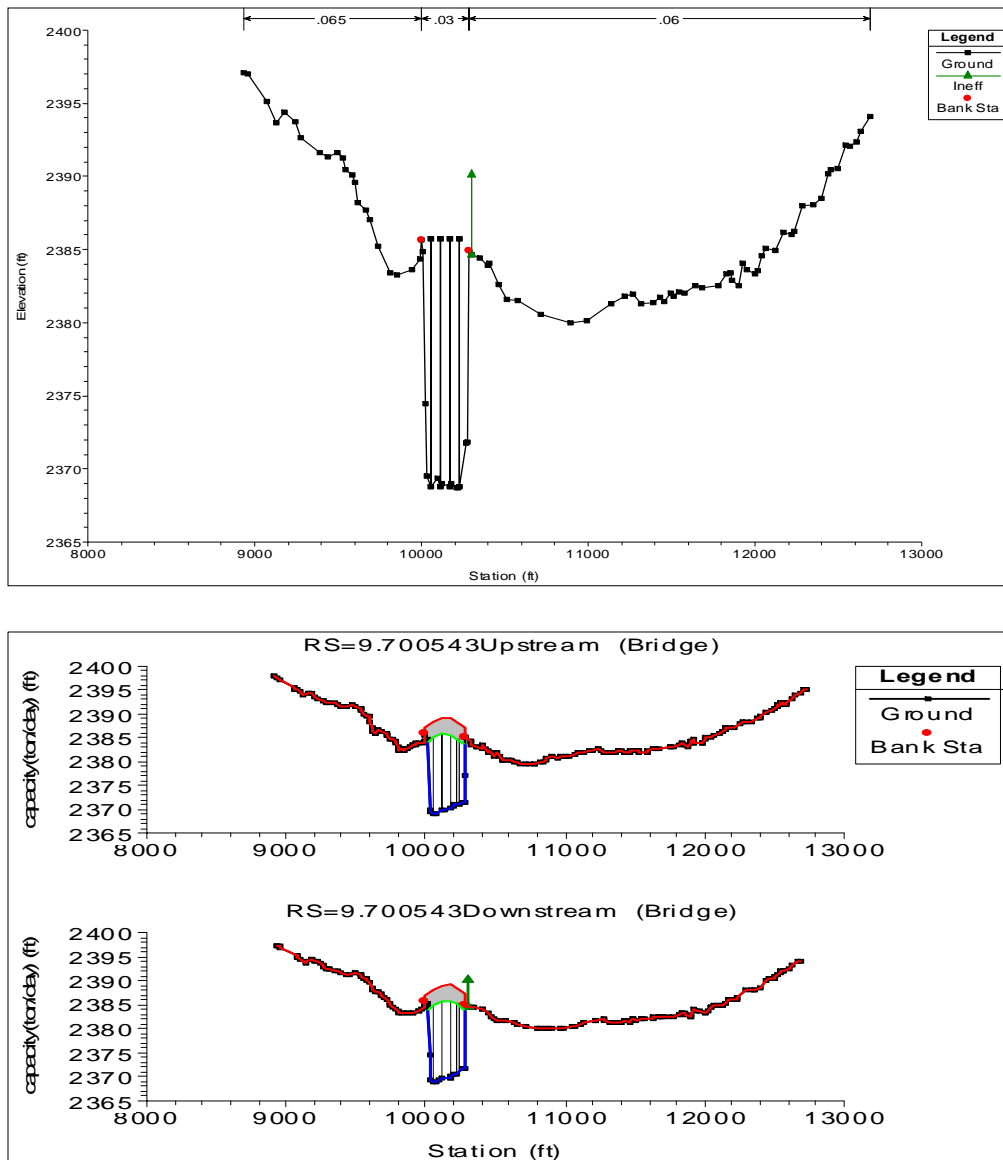 .065 .03 .06
2400
2395
2390
2385
2380
2375
2370
2365
Elevation (ft)
8000 9000 10000 11000 12000 13000
Station (ft)
Legend
Ground
Ineff
Bank Sta
RS=9.700543Upstream (Bridge)
2400
2395
2390
2385
2380
2375
2370
2365
capacity(ton/day) (ft)
8000 9000 10000 11000 12000 13000
Legend
Ground
Bank Sta
RS=9.700543Downstream (Bridge)
2400
2395
2390
2385
2380
2375
2370
2365
capacity(ton/day) (ft)
8000 9000 10000 11000 12000 13000
Station (ft)